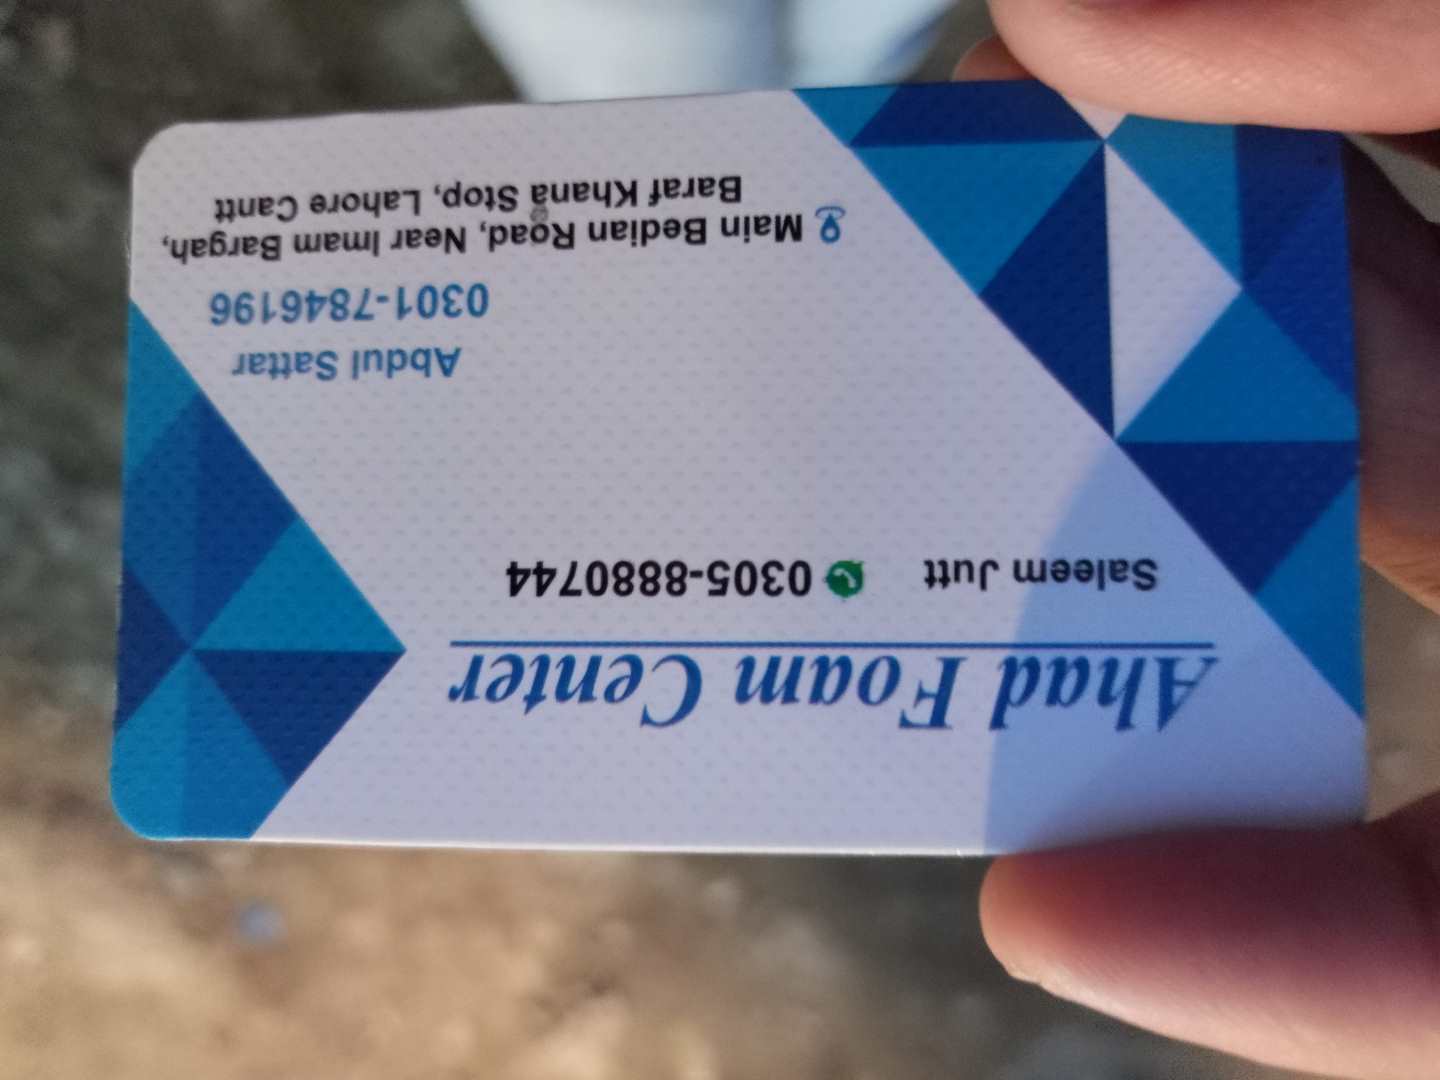 Ahad Foam Center
Saleem Jutt 0305-8880744
Abdul Sattar
0301-7846196
Main Bedian Road, Near Imam Bargah,
Baraf Khana Stop, Lahore Cantt